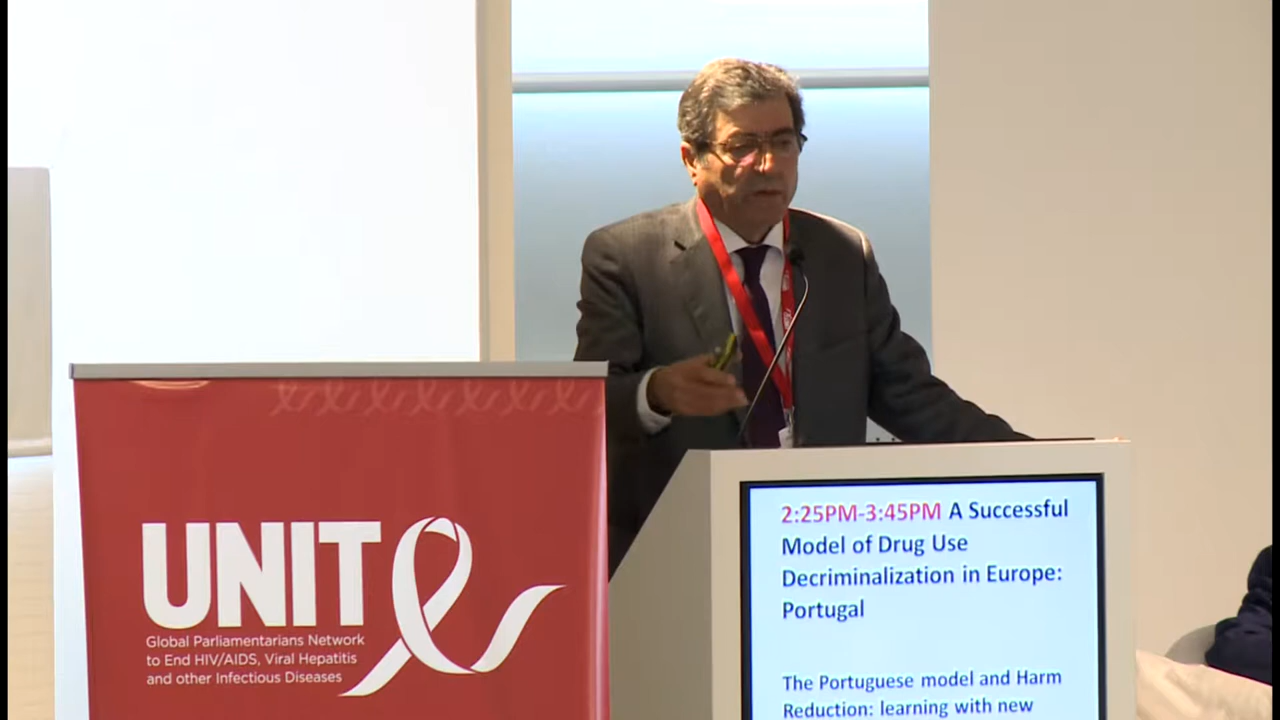 UNITE
Global Parliamentarians Network
to End HIV/AIDS, Viral Hepatitis
and other Infectious Diseases
2:25PM-3:45PM A Successful
Model of Drug Use
Decriminalization in Europe:
Portugal
The Portuguese model and Harm
Reduction: learning with new